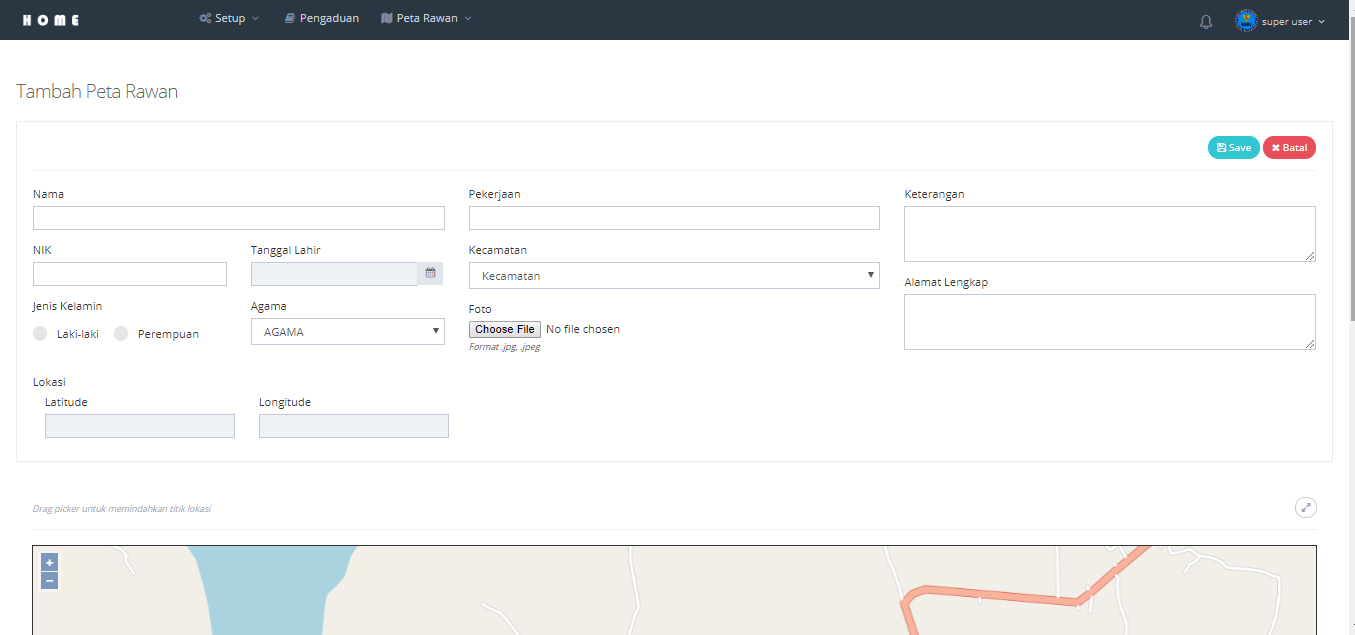 HOME Setup Pengaduan Peta Rawan super user
Tambah Peta Rawan
Save Batal
Nama
Pekerjaan
Keterangan
NIK
Tanggal Lahir
Kecamatan
Kecamatan
Alamat Lengkap
Jenis Kelamin
Agama
Foto
Laki-laki Perempuan
AGAMA
Choose File No file chosen
Format .jpg, .jpeg
Lokasi
Latitude
Longitude
Drag picker untuk memindahkan titik lokasi
+
−